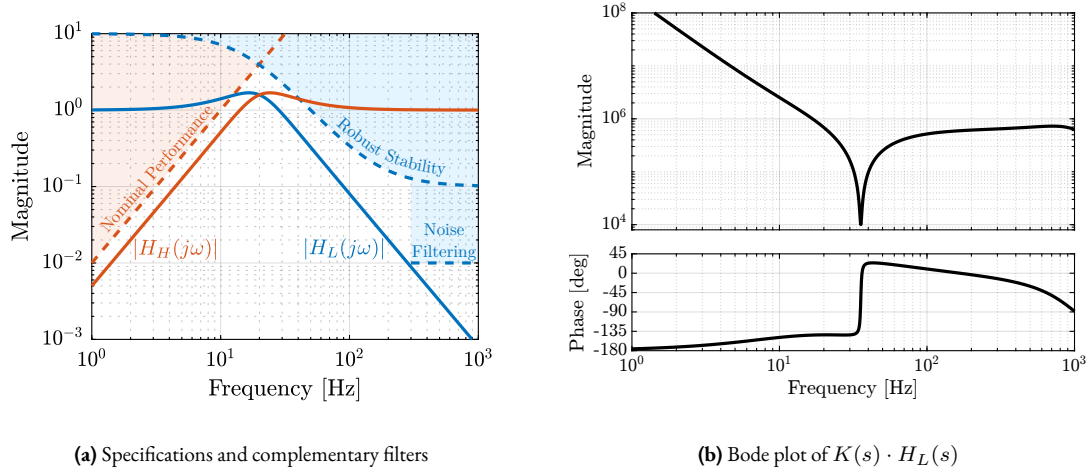 10^1
10^0
10^-1
10^-2
10^-3
Magnitude
Nominal Performance
Robust Stability
Noise
Filtering
|H_H(jω)|
|H_L(jω)|
10^0
10^1
10^2
10^3
Frequency [Hz]
(a) Specifications and complementary filters
10^8
10^6
10^4
Magnitude
45
0
-45
-90
-135
-180
Phase [deg]
10^0
10^1
10^2
10^3
Frequency [Hz]
(b) Bode plot of K(s) · H_L(s)